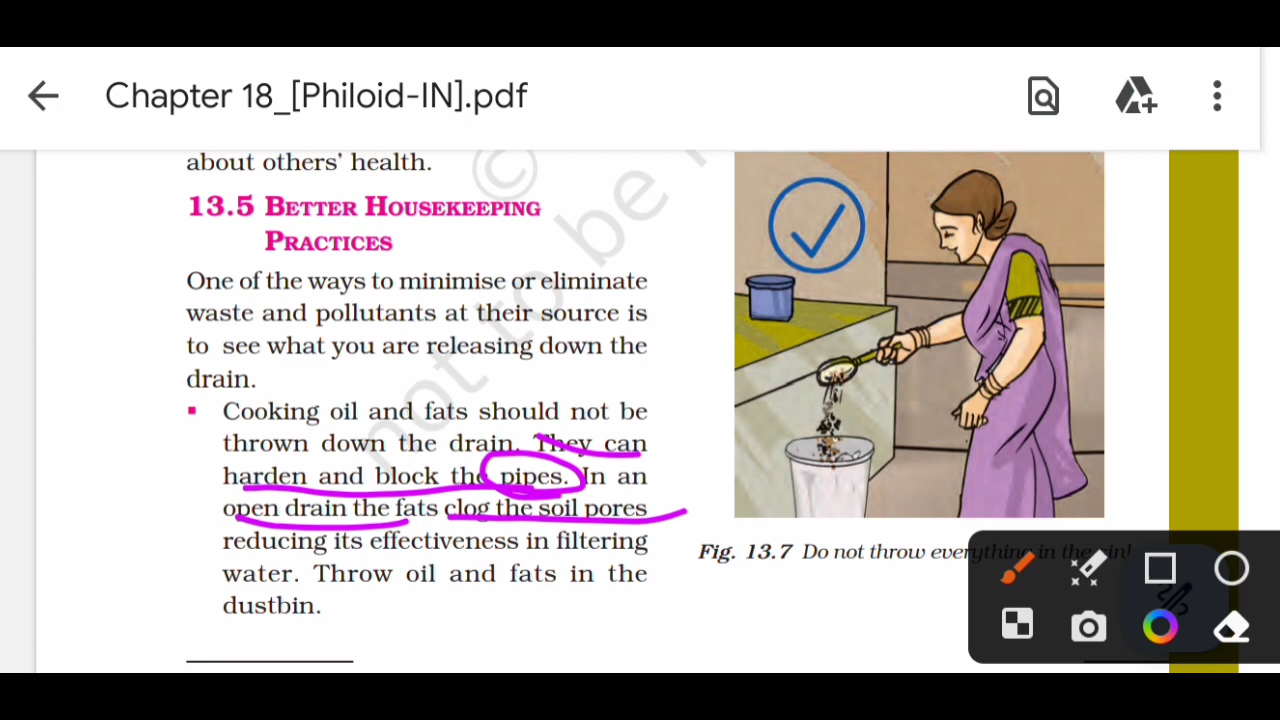 Chapter 18_[Philoid-IN].pdf
about others' health.
13.5 BETTER HOUSEKEEPING
PRACTICES
One of the ways to minimise or eliminate
waste and pollutants at their source is
to see what you are releasing down the
drain.
▪ Cooking oil and fats should not be
thrown down the drain. They can
harden and block the pipes. In an
open drain the fats clog the soil pores
reducing its effectiveness in filtering
water. Throw oil and fats in the
dustbin.
© not to be
Fig. 13.7 Do not throw everything in the sink!